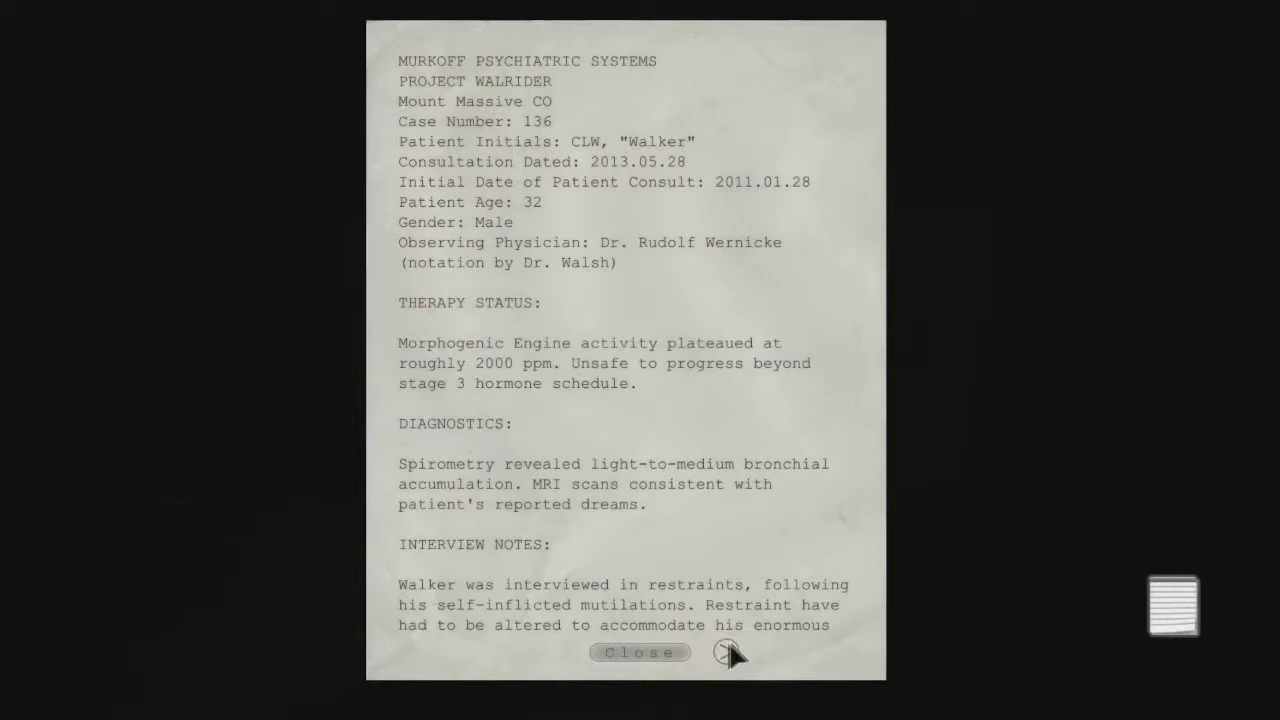 MURKOFF PSYCHIATRIC SYSTEMS
PROJECT WALRIDER
Mount Massive CO
Case Number: 136
Patient Initials: CLW, "Walker"
Consultation Dated: 2013.05.28
Initial Date of Patient Consult: 2011.01.28
Patient Age: 32
Gender: Male
Observing Physician: Dr. Rudolf Wernicke
(notation by Dr. Walsh)
THERAPY STATUS:
Morphogenic Engine activity plateaued at
roughly 2000 ppm. Unsafe to progress beyond
stage 3 hormone schedule.
DIAGNOSTICS:
Spirometry revealed light-to-medium bronchial
accumulation. MRI scans consistent with
patient's reported dreams.
INTERVIEW NOTES:
Walker was interviewed in restraints, following
his self-inflicted mutilations. Restraint have
had to be altered to accommodate his enormous
Close